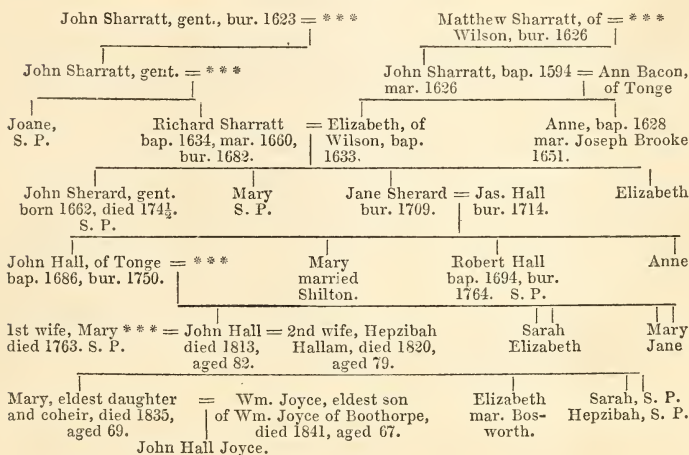 John Sharratt, gent., bur. 1623 = * * * Matthew Sharratt, of = * * *
Wilson, bur. 1626
John Sharratt, gent. = * * * John Sharratt, bap. 1594 = Ann Bacon,
mar. 1626 of Tonge
Joane, Richard Sharratt = Elizabeth, of Anne, bap. 1628
S. P. bap. 1634, mar. 1660, Wilson, bap. mar. Joseph Brooke
bur. 1682. 1633. 1651.
John Sherard, gent. Mary Jane Sherard = Jas. Hall Elizabeth
born 1662, died 174½. S. P. bur. 1709. bur. 1714.
S. P.
John Hall, of Tonge = * * * Mary Robert Hall Anne
bap. 1686, bur. 1750. married bap. 1694, bur.
Shilton. 1764. S. P.
1st wife, Mary * * * = John Hall = 2nd wife, Hepzibah Sarah Mary
died 1763. S. P. died 1813, Hallam, died 1820, Elizabeth Jane
aged 82. aged 79.
Mary, eldest daughter = Wm. Joyce, eldest son Elizabeth Sarah, S. P.
and coheir, died 1835, of Wm. Joyce of Boothorpe, mar. Bos- Hepzibah, S. P.
aged 69. died 1841, aged 67. worth.
John Hall Joyce.